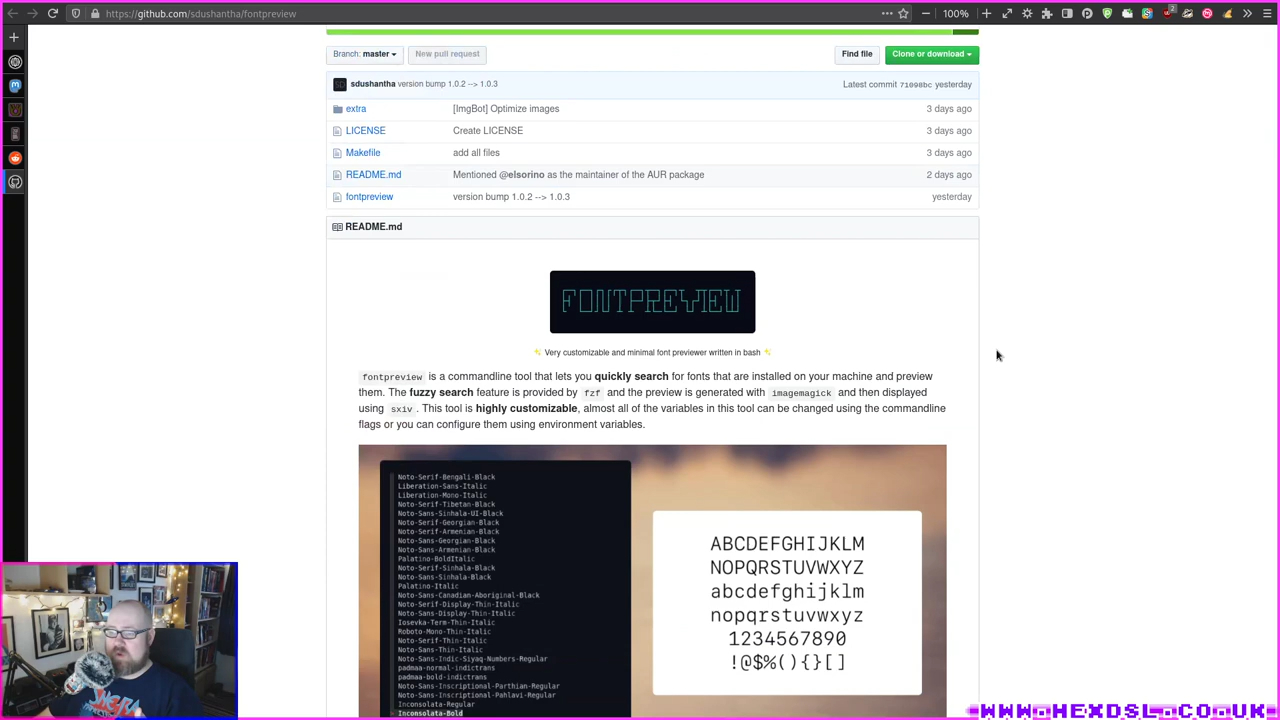 https://github.com/sdushantha/fontpreview
100%
2
Branch: master
New pull request
Find file
Clone or download
sdushantha version bump 1.0.2 --> 1.0.3
Latest commit 71098bc yesterday
extra
[ImgBot] Optimize images
3 days ago
LICENSE
Create LICENSE
3 days ago
Makefile
add all files
3 days ago
README.md
Mentioned @elsorino as the maintainer of the AUR package
2 days ago
fontpreview
version bump 1.0.2 --> 1.0.3
yesterday
README.md
FONTPREVIEW
Very customizable and minimal font previewer written in bash
fontpreview is a commandline tool that lets you quickly search for fonts that are installed on your machine and preview
them. The fuzzy search feature is provided by fzf and the preview is generated with imagemagick and then displayed
using sxiv. This tool is highly customizable, almost all of the variables in this tool can be changed using the commandline
flags or you can configure them using environment variables.
Noto-Serif-Bengali-Black
Liberation-Sans-Italic
Liberation-Mono-Italic
Noto-Serif-Tibetan-Black
Noto-Sans-Sinhala-UI-Black
Noto-Serif-Georgian-Black
Noto-Serif-Armenian-Black
Noto-Sans-Georgian-Black
Noto-Sans-Armenian-Black
Palatino-BoldItalic
Noto-Serif-Sinhala-Black
Noto-Sans-Sinhala-Black
Palatino-Italic
Noto-Sans-Canadian-Aboriginal-Black
Noto-Serif-Display-Thin-Italic
Noto-Sans-Display-Thin-Italic
Iosevka-Term-Thin-Italic
Roboto-Mono-Thin-Italic
Noto-Serif-Thin-Italic
Noto-Sans-Thin-Italic
Noto-Sans-Indic-Siyaq-Numbers-Regular
padmaa-normal-indictrans
padmaa-bold-indictrans
Noto-Sans-Inscriptional-Parthian-Regular
Noto-Sans-Inscriptional-Pahlavi-Regular
Inconsolata-Regular
Inconsolata-Bold
ABCDEFGHIJKLM
NOPQRSTUVWXYZ
abcdefghijklm
nopqrstuvwxyz
1234567890
!@$%(){}[]
WWW.HEXDSL.CO.UK